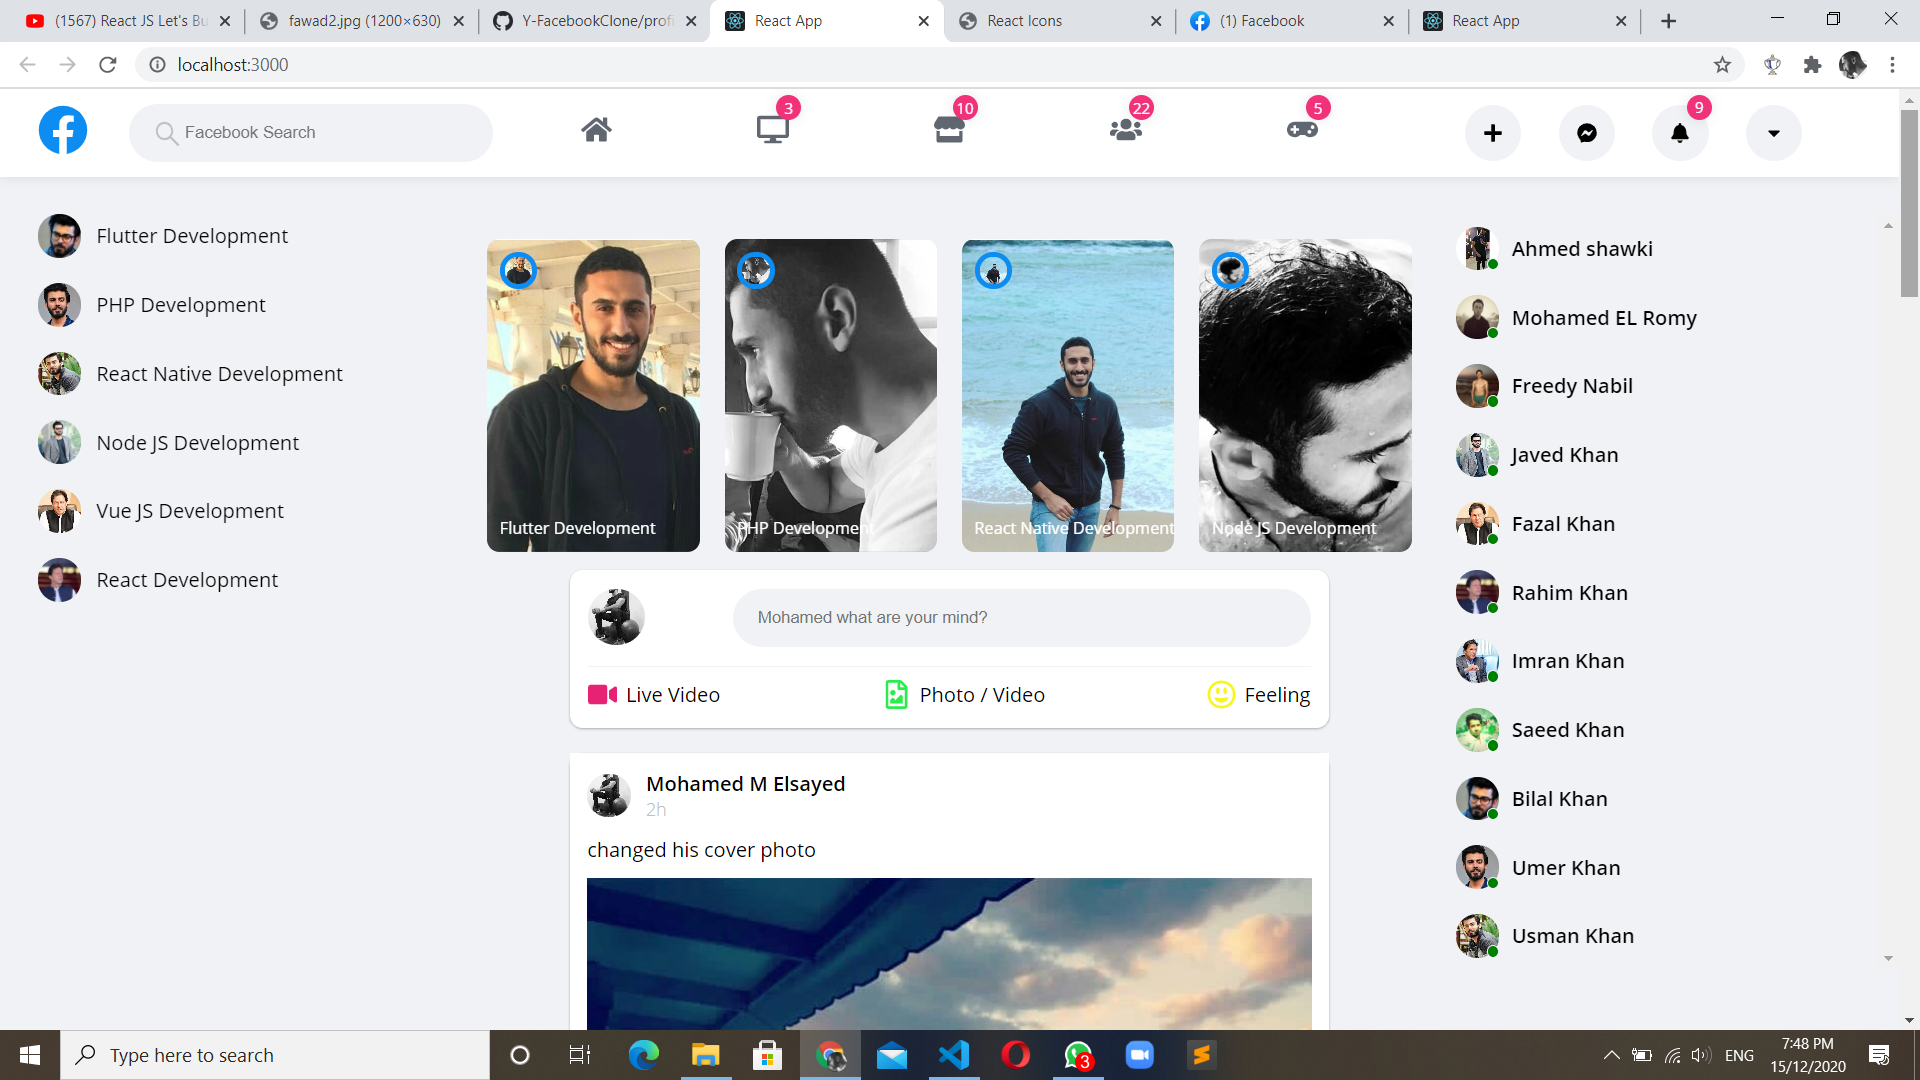 (1567) React JS Let's Bu
fawad2.jpg (1200×630)
Y-FacebookClone/profi
React App
React Icons
(1) Facebook
React App
localhost:3000
Facebook Search
3
10
22
5
9
Flutter Development
PHP Development
React Native Development
Node JS Development
Vue JS Development
React Development
Flutter Development
PHP Development
React Native Development
Node JS Development
Mohamed what are your mind?
Live Video
Photo / Video
Feeling
Mohamed M Elsayed
2h
changed his cover photo
Ahmed shawki
Mohamed EL Romy
Freedy Nabil
Javed Khan
Fazal Khan
Rahim Khan
Imran Khan
Saeed Khan
Bilal Khan
Umer Khan
Usman Khan
Type here to search
3
ENG
7:48 PM
15/12/2020